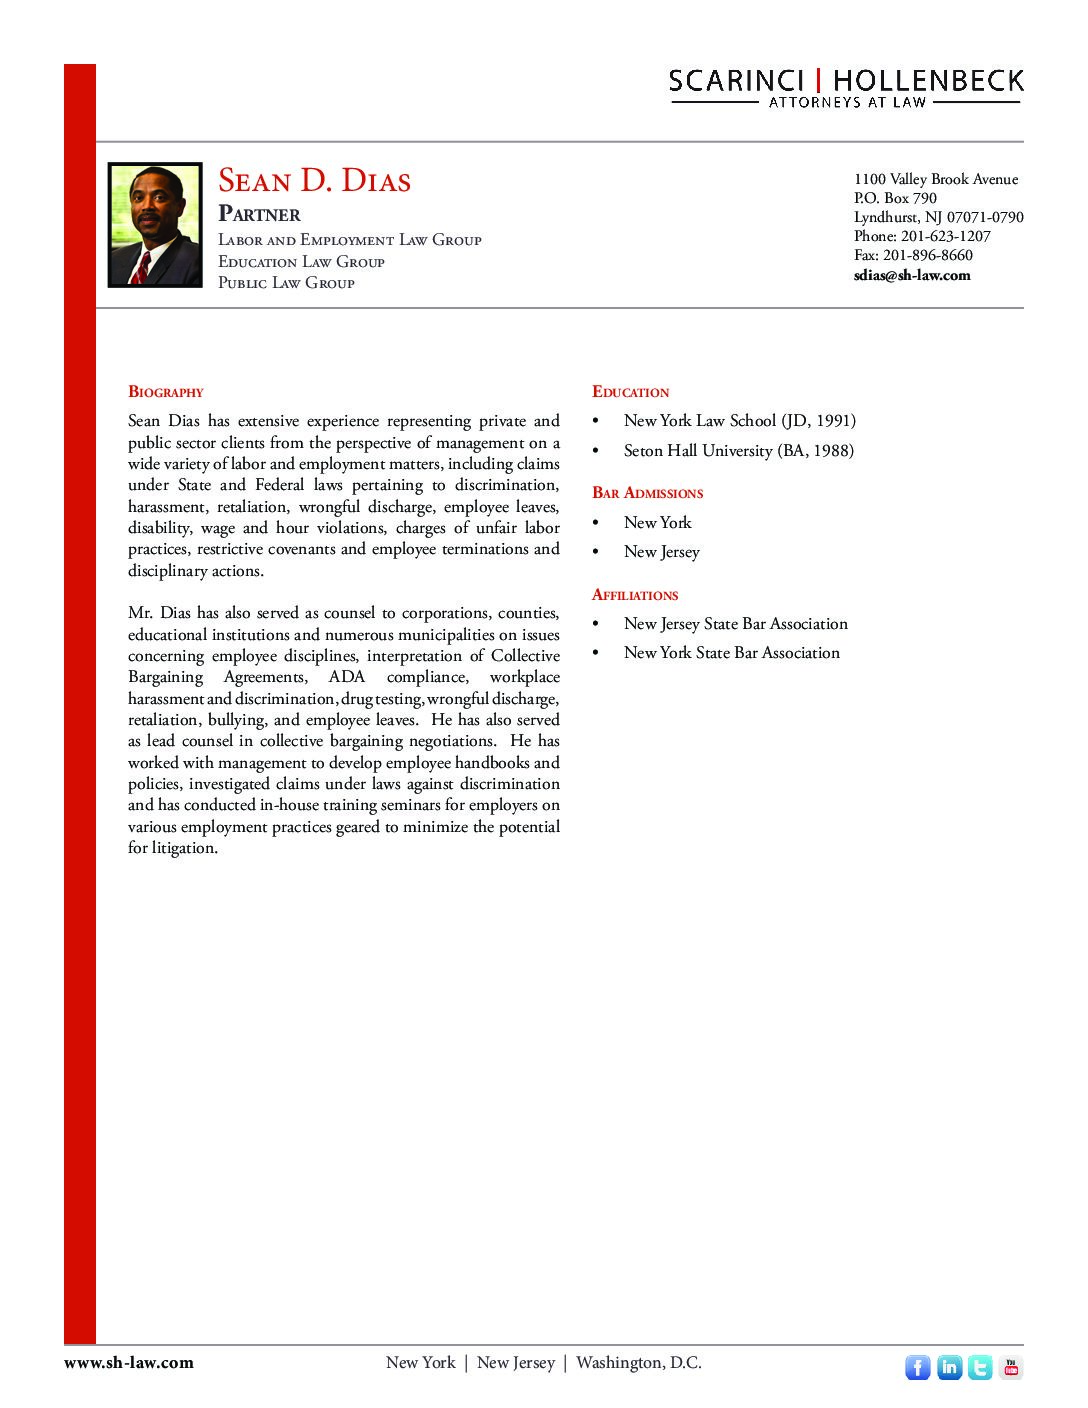 SCARINCI | HOLLENBECK
ATTORNEYS AT LAW
Sean D. Dias
Partner
Labor and Employment Law Group
Education Law Group
Public Law Group
1100 Valley Brook Avenue
P.O. Box 790
Lyndhurst, NJ 07071-0790
Phone: 201-623-1207
Fax: 201-896-8660
sdias@sh-law.com
Biography
Sean Dias has extensive experience representing private and
public sector clients from the perspective of management on a
wide variety of labor and employment matters, including claims
under State and Federal laws pertaining to discrimination,
harassment, retaliation, wrongful discharge, employee leaves,
disability, wage and hour violations, charges of unfair labor
practices, restrictive covenants and employee terminations and
disciplinary actions.
Mr. Dias has also served as counsel to corporations, counties,
educational institutions and numerous municipalities on issues
concerning employee disciplines, interpretation of Collective
Bargaining Agreements, ADA compliance, workplace
harassment and discrimination, drug testing, wrongful discharge,
retaliation, bullying, and employee leaves. He has also served
as lead counsel in collective bargaining negotiations. He has
worked with management to develop employee handbooks and
policies, investigated claims under laws against discrimination
and has conducted in-house training seminars for employers on
various employment practices geared to minimize the potential
for litigation.
Education
• New York Law School (JD, 1991)
• Seton Hall University (BA, 1988)
Bar Admissions
• New York
• New Jersey
Affiliations
• New Jersey State Bar Association
• New York State Bar Association
www.sh-law.com
New York | New Jersey | Washington, D.C.
f
in
t
You
Tube